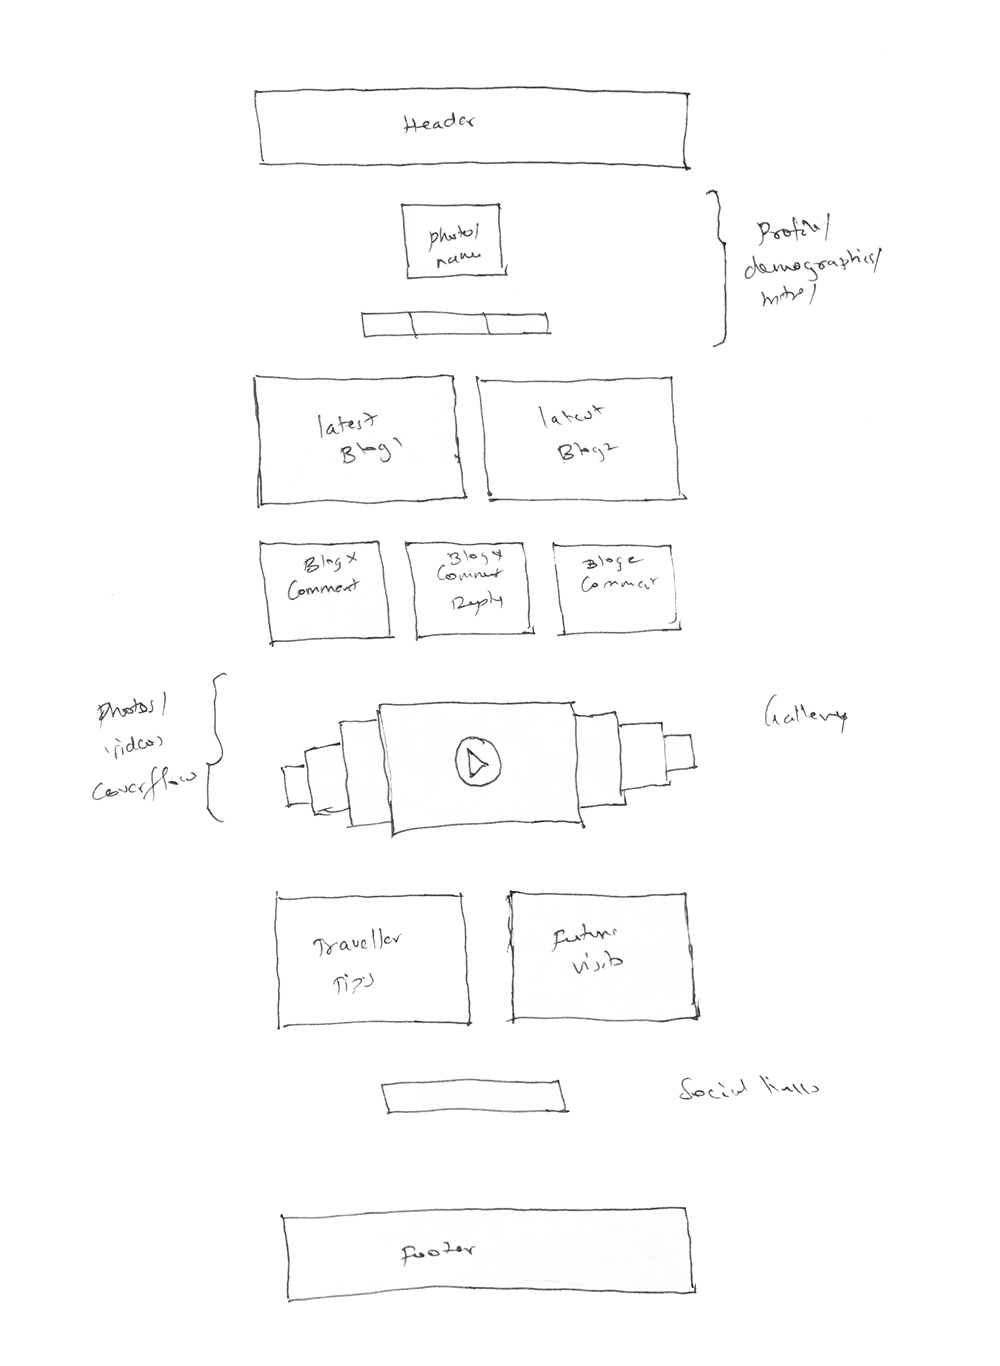 Header
photo/
name
Profile/
demographics/
intro/
latest
Blog1
latest
Blog2
Blog x
Comment
Blog x
Comment
Reply
Blog 2
Comment
Photos/
videos
Coverflow
Gallery
Traveller
Tips
Future
visits
Social links
Footer